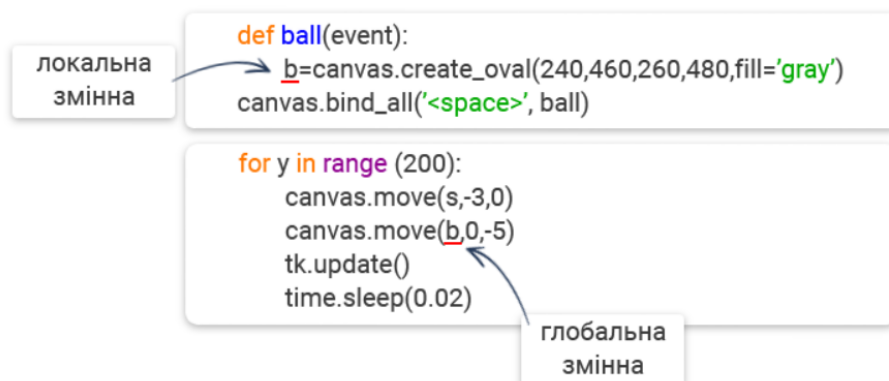 def ball(event):
локальна
змінна
b=canvas.create_oval(240,460,260,480,fill=’gray’)
canvas.bind_all(’<space>’, ball)
for y in range (200):
canvas.move(s,-3,0)
canvas.move(b,0,-5)
tk.update()
time.sleep(0.02)
глобальна
змінна